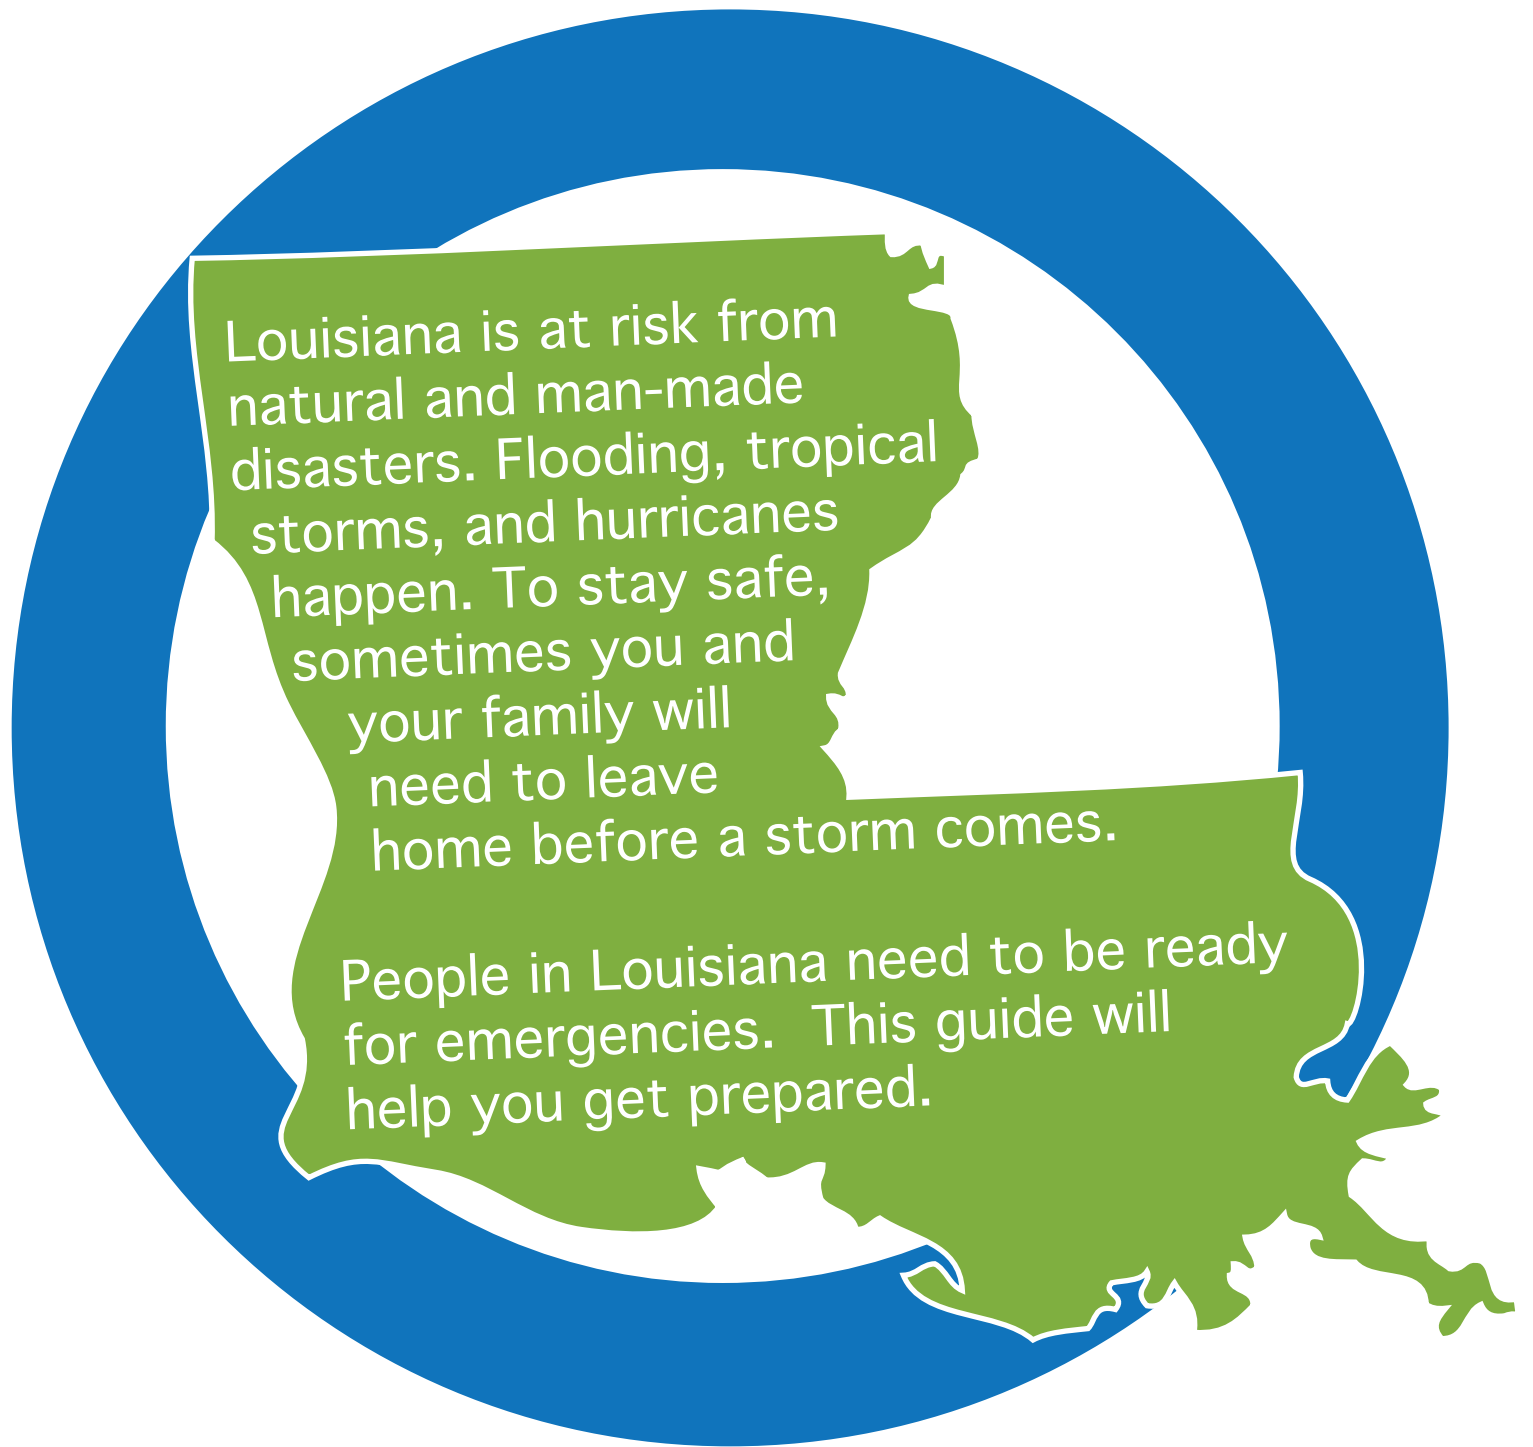 Louisiana is at risk from
natural and man-made
disasters. Flooding, tropical
storms, and hurricanes
happen. To stay safe,
sometimes you and
your family will
need to leave
home before a storm comes.
People in Louisiana need to be ready
for emergencies.  This guide will
help you get prepared.